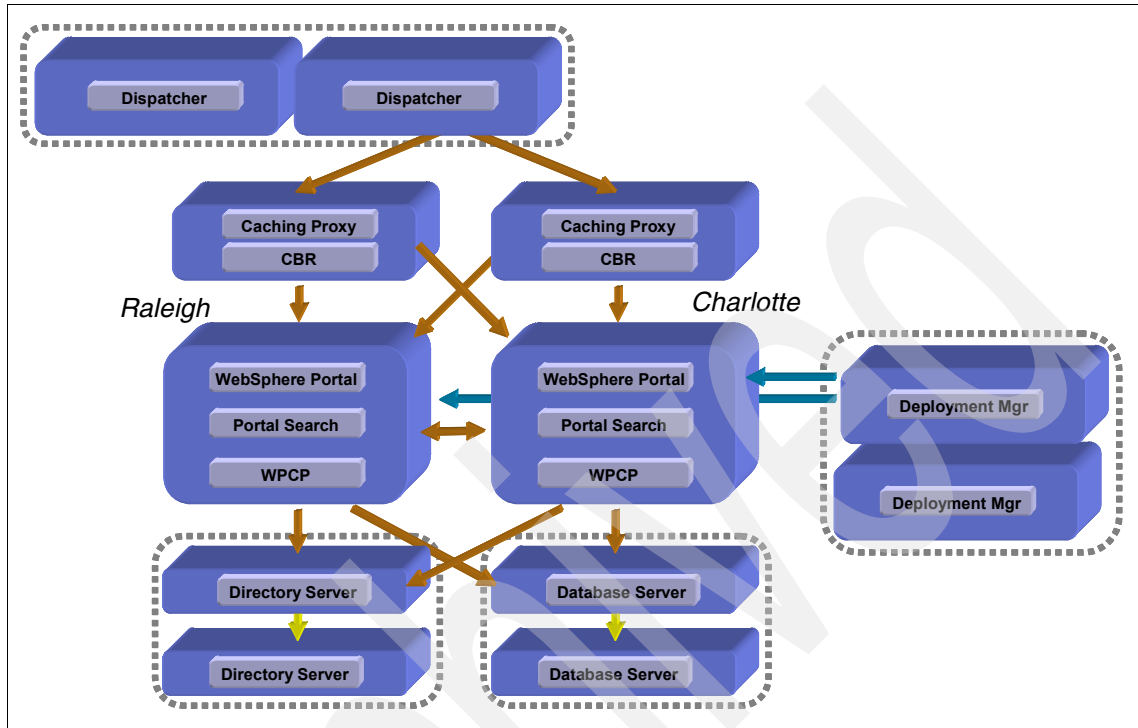 Dispatcher
Dispatcher
Caching Proxy
CBR
Caching Proxy
CBR
Raleigh
Charlotte
WebSphere Portal
Portal Search
WPCP
WebSphere Portal
Portal Search
WPCP
Deployment Mgr
Deployment Mgr
Directory Server
Directory Server
Database Server
Database Server